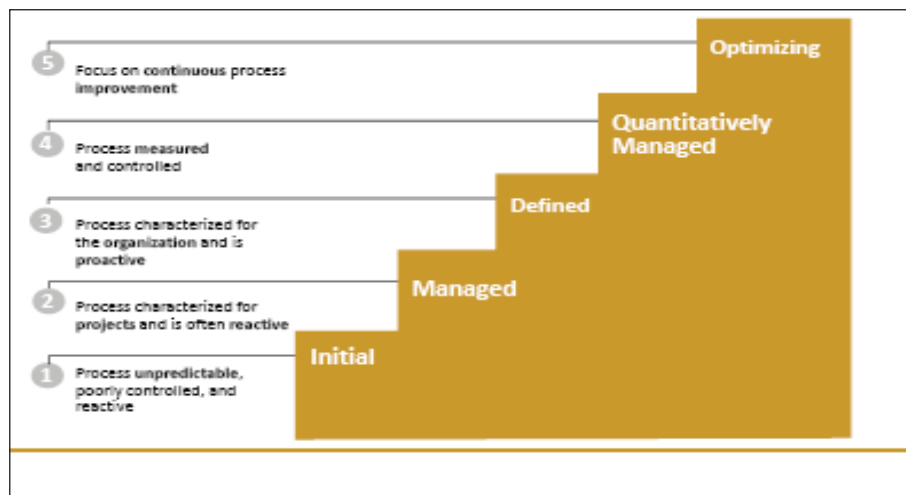 5
Optimizing
Focus on continuous process
improvement
4
Quantitatively
Managed
Process measured
and controlled
3
Defined
Process characterized for
the organization and is
proactive
2
Managed
Process characterized for
projects and is often reactive
1
Initial
Process unpredictable,
poorly controlled, and
reactive